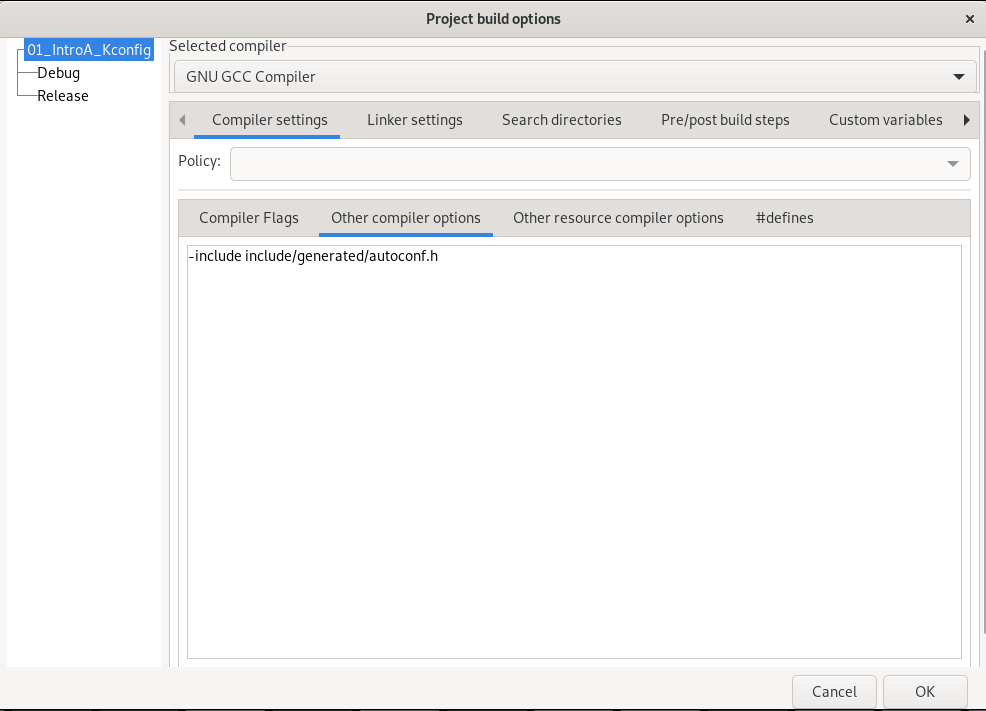 Project build options
01_IntroA_Kconfig
Debug
Release
Selected compiler
GNU GCC Compiler
Compiler settings Linker settings Search directories Pre/post build steps Custom variables
Policy:
Compiler Flags Other compiler options Other resource compiler options #defines
-include include/generated/autoconf.h
Cancel OK